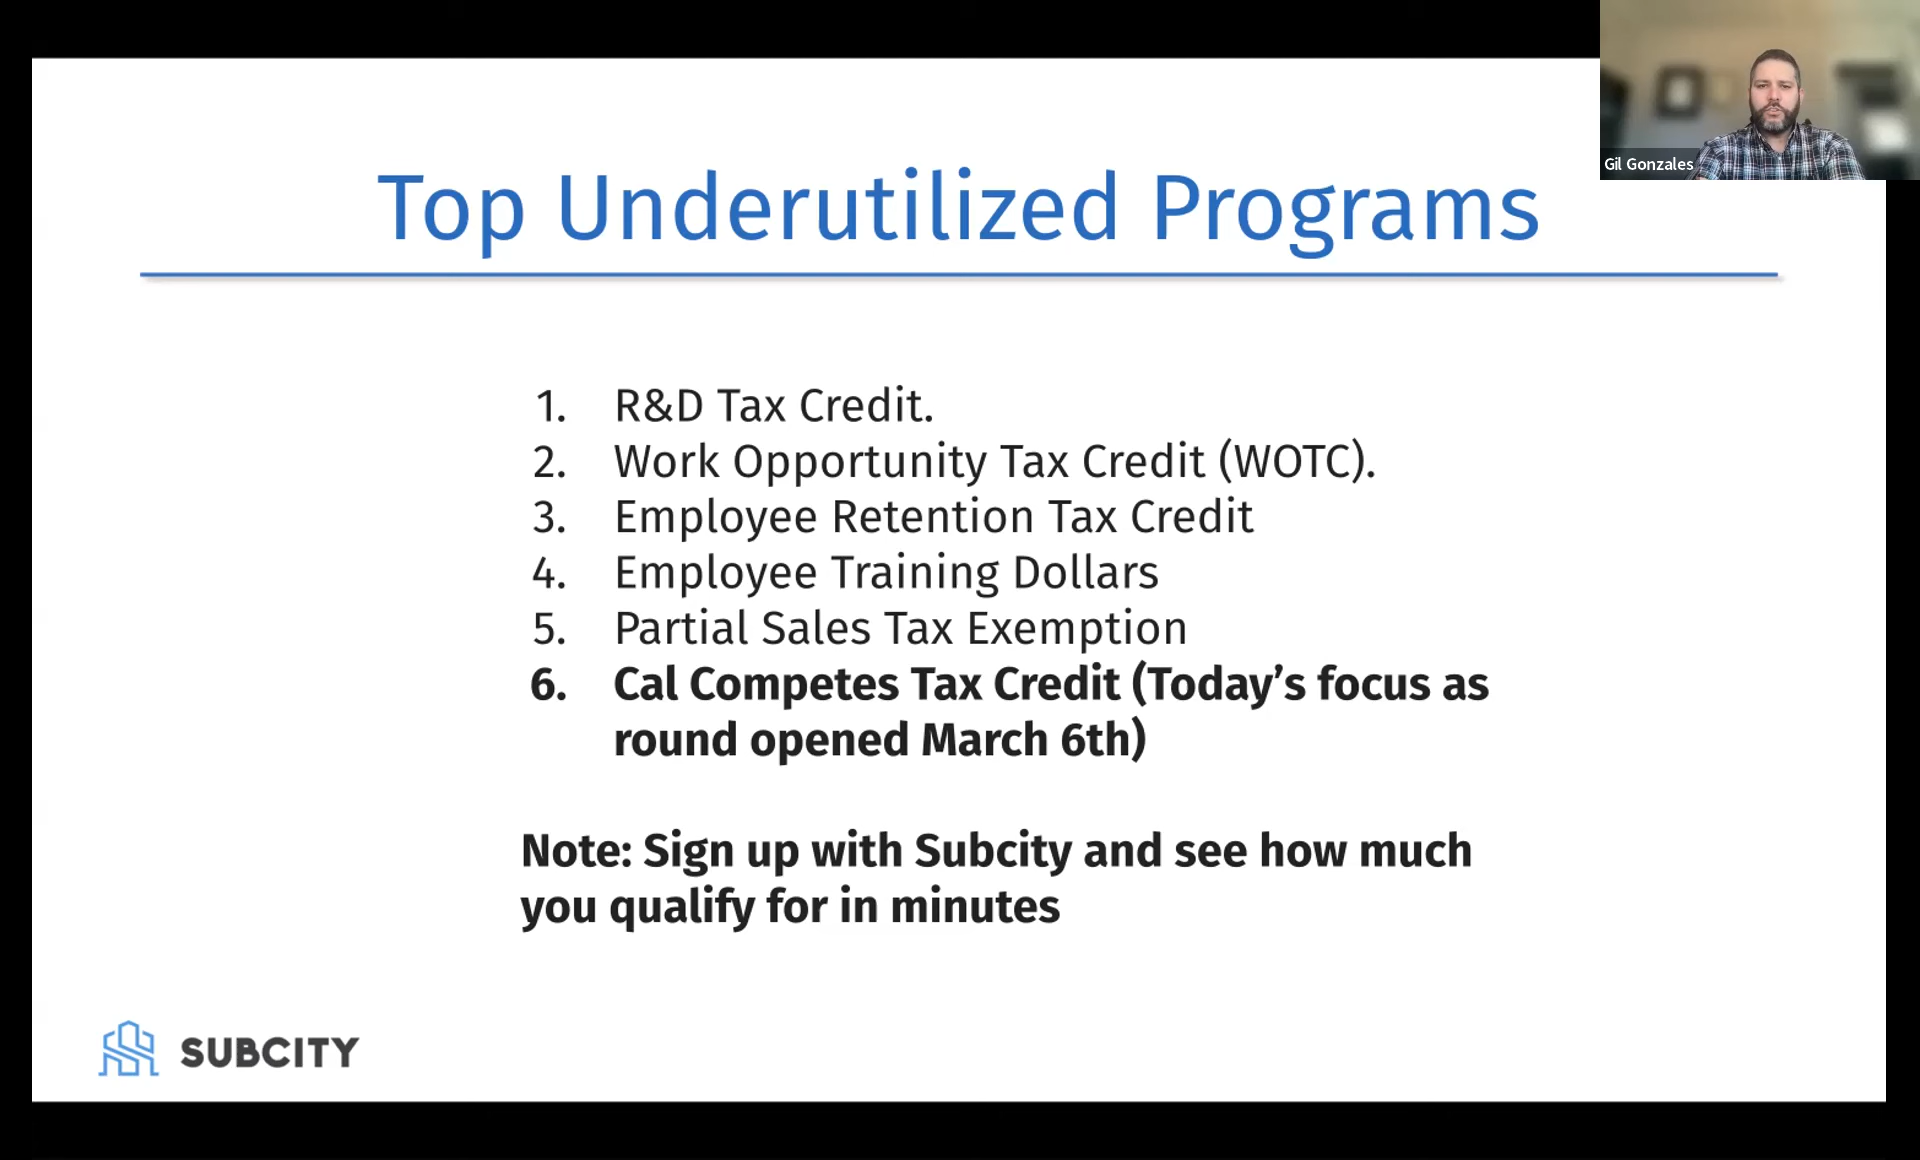 Gil Gonzales
Top Underutilized Programs
1. R&D Tax Credit.
2. Work Opportunity Tax Credit (WOTC).
3. Employee Retention Tax Credit
4. Employee Training Dollars
5. Partial Sales Tax Exemption
6. Cal Competes Tax Credit (Today’s focus as
round opened March 6th)
Note: Sign up with Subcity and see how much
you qualify for in minutes
SUBCITY